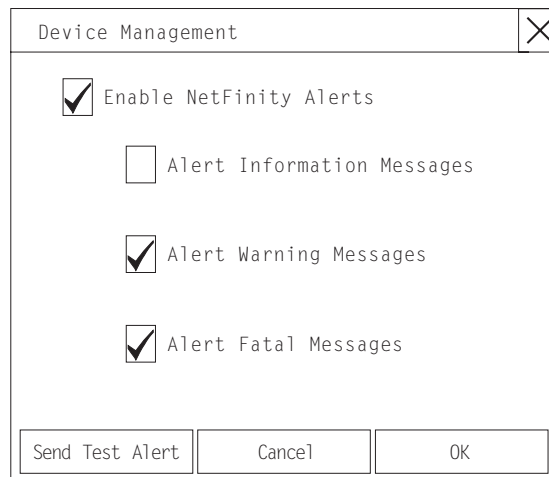 Device Management
Enable NetFinity Alerts
Alert Information Messages
Alert Warning Messages
Alert Fatal Messages
Send Test Alert Cancel OK